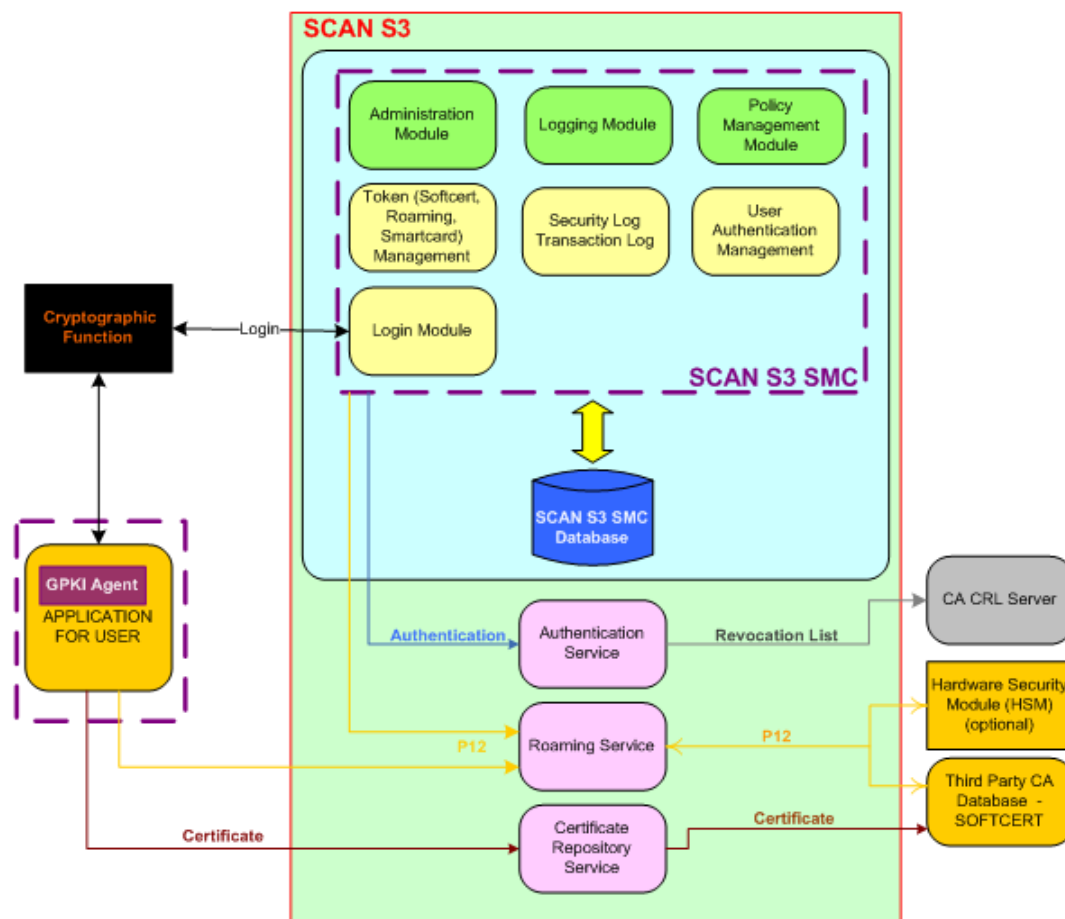 SCAN S3
Administration
Module
Logging Module
Policy
Management
Module
Token (Softcert,
Roaming,
Smartcard)
Management
Security Log
Transaction Log
User
Authentication
Management
Cryptographic
Function
Login
Login Module
SCAN S3 SMC
SCAN S3 SMC
Database
GPKI Agent
APPLICATION
FOR USER
CA CRL Server
Authentication
Authentication
Service
Revocation List
Hardware Security
Module (HSM)
(optional)
P12
Roaming Service
P12
Third Party CA
Database -
SOFTCERT
Certificate
Certificate
Repository
Service
Certificate